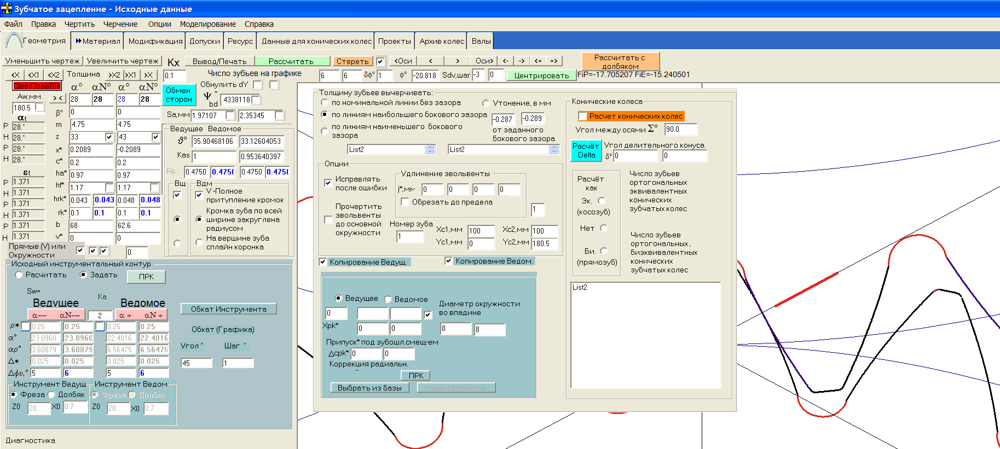 Зубчатое зацепление - Исходные данные
Файл Правка Чертить Черчение Опции Моделирование Справка
Геометрия Материал Модификация Допуски Ресурс Данные для конических колес Проекты Архив колес Валы
Уменьшить чертеж Увеличить чертеж Kx Вывод/Печать Рассчитать Стереть <Оси < > Оси> <- -> <= =>
Рассчитать с долбяком
<X <X1 <X2 Толщина >X2 >X1 >X 0.1 Число зубьев на графике 6 6 δϕ° 1 ϕ° -20.818 Sdv,шаг -3 0 Центрировать FiP=-17.705207 FiE=-15.240501
α° αN° α° αN°
Обмен сторон
Обнулить dY
Aw,мм > < 28 28 28 28
Ψ° bd .4338118
180.5
β° 0 0
Sa,мм 1.97107 2.35345
αt
P 28.°
H 28.°
P 28.°
H 28.°
m 4.75 4.75
z 33 43
x* 0.2089 -0.2089
c* 0.2 0.2
εt
ha* 0.97 0.97
P 1.371
H 1.371
P 1.371
H 1.371
P 1.371
H 1.371
hf* 1.17 1.17
hrk* 0.043 0.043 0.048 0.048
rk* 0.1 0.1 0.1 0.1
b 68 62.6
v* 0 0
Ведущее Ведомое
ϑ° 35.90468106 33.12604053
Kas 1 0.953640397
Rk.: 0.4750 0.475( 0.4750 0.475(
Вщ Вдм
V-Полное притупление кромок
Кромка зуба по всей
ширине закруглена
радиусом
На вершине зуба
сплайн коронка
Прямые (V) или
Окружности
0
Исходный инструментальный контур
Расчитать Задать ПРК
Sw=
Ведущее Ka Ведомое
α-- αN-- 2 α + αN +
ρ* 0.25 0.25 0.25 0.25
α° 23.0960 23.0960 22.4016 22.4016
αρ° 3.60879 3.60879 6.56475 6.56475
Δ* 0.025 0.025 0.025 0.025
Δϕυ,° 5 6 5 6
Обкат Инструмента
Обкат (Графика)
Угол ° Шаг °
45 1
Инструмент Ведущ Инструмент Ведом
Фреза Долбяк Фреза Долбяк
Z0 20 X0 0.7 Z0 20 X0 0.7
Диагностика
Толщину зубьев вычерчивать:
по номинальной линии без зазора
Утонение, в мм
по линиям наибольшего бокового зазора
-0.287 -0.289
по линиям наименьшего бокового
зазора
от заданного
бокового зазора
List2 List2
Опции
Исправлять
после ошибки
Удлинение эвольвенты
j*,мм 0 0 0 0
Обрезать до предела
1
Прочертить
эвольвенты
до основной
окружности
Номер зуба
1
Xc1,мм 100 Xc2,мм 100
Yc1,мм 0 Yc2,мм 180.5
Копирование Ведущ. Копирование Ведом.
Ведущее Ведомое
Диаметр окружности
во впадине
0
Xpk* 0 0 8 8
Припуск* под зубошл.смещ-ем
Δcpk* 0 0
Коррекция радиальн.
ПРК
Выбрать из базы Ноый ИсхКонтур
Конические колеса
Расчет конических колес
Угол между осями Σ° 90.0
Расчёт Delta
Угол делительного конуса
δ° 0 0
Расчёт
как
Эк.
(косозуб)
Нет
Би.
(прямозуб)
Число зубьев
ортогональных
эквивалентных
конических
зубчатых колес
Число зубьев
ортогональных ,
биэквивалентных
конических
зубчатых колес
List2